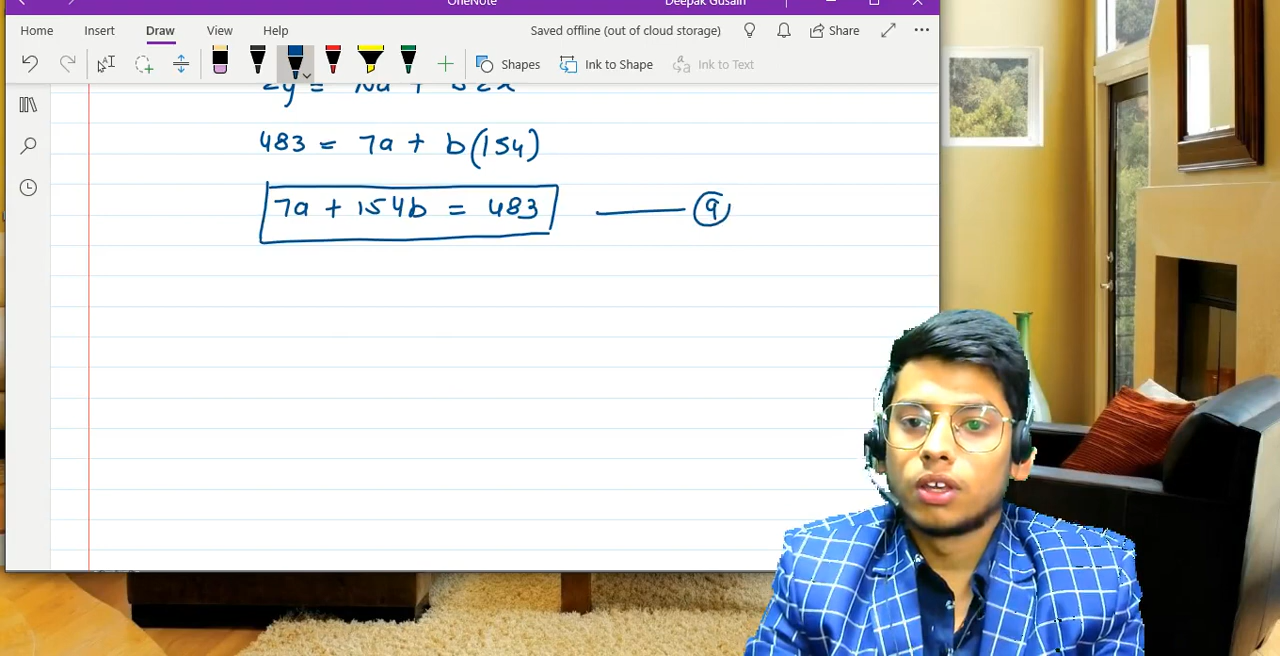 OneNote
Deepak Gusain
Home Insert Draw View Help
Saved offline (out of cloud storage)
Share
Shapes
Ink to Shape
Ink to Text
483 = 7a + b(154)
7a + 154b = 483 —— 9